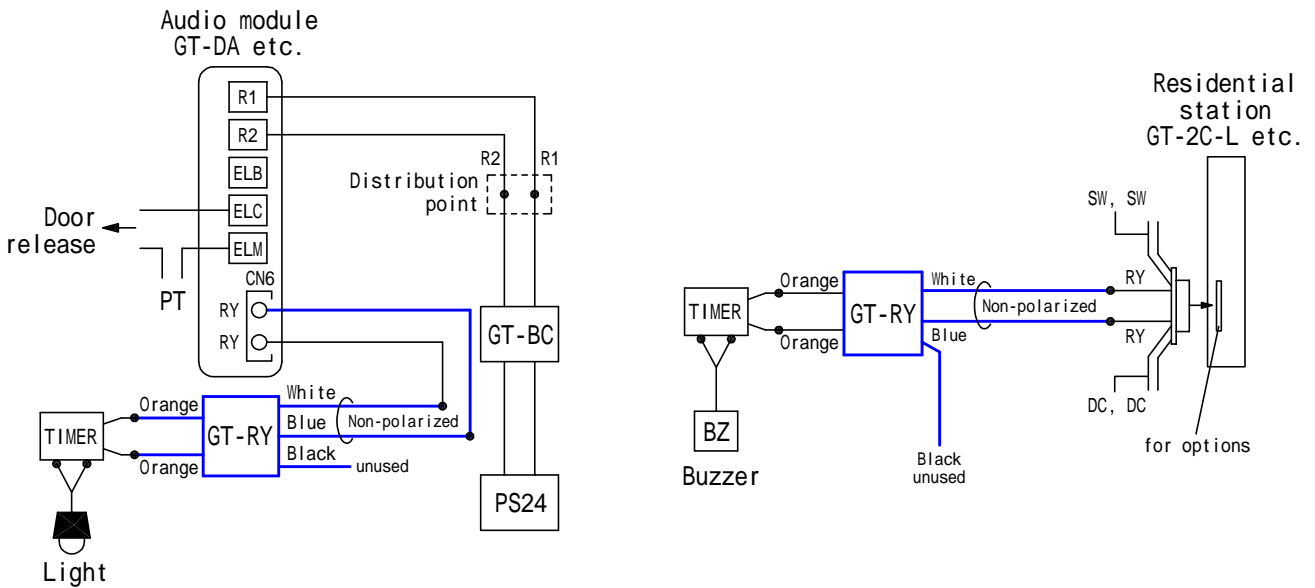 Audio module
GT-DA etc.
R1
R2
ELB
ELC
ELM
CN6
RY
RY
Door
release
PT
R2
R1
Distribution
point
GT-BC
PS24
TIMER
Orange
Orange
GT-RY
White
Blue
Non-polarized
Black
unused
Light
Residential
station
GT-2C-L etc.
SW, SW
RY
RY
DC, DC
for options
TIMER
Orange
Orange
GT-RY
White
Non-polarized
Blue
BZ
Buzzer
Black
unused